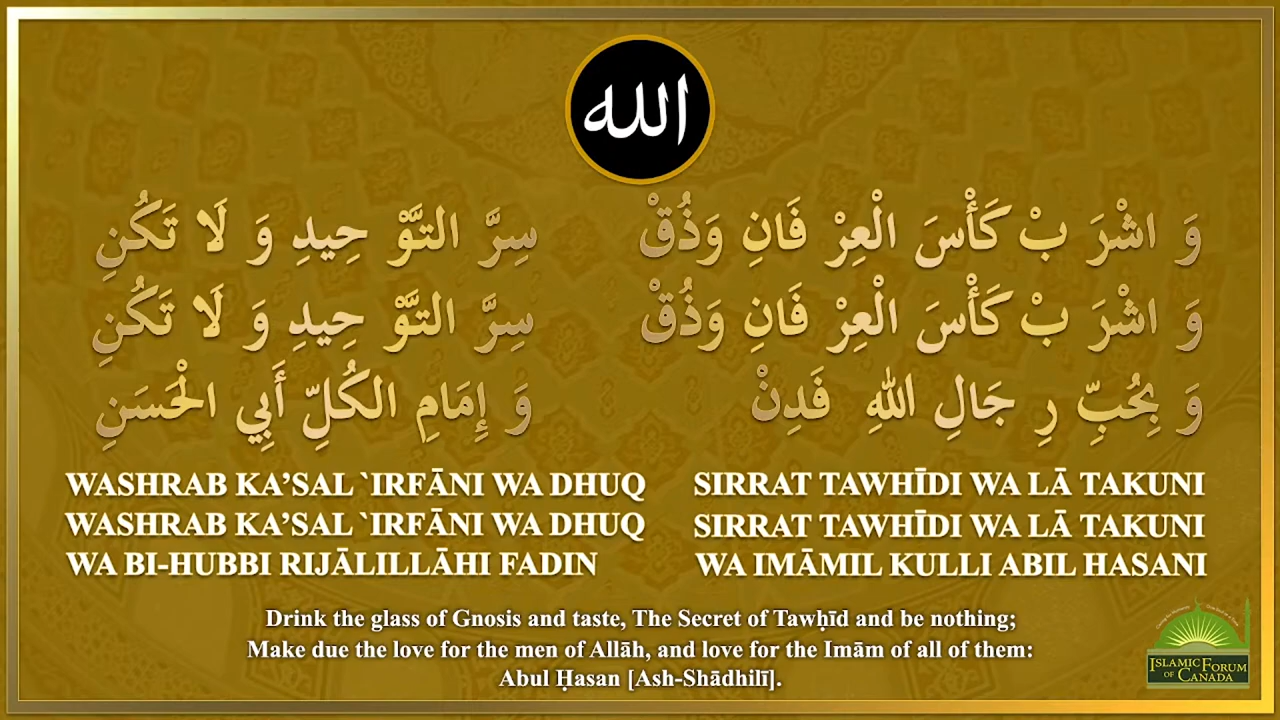 الله
وَ اشْرَ بْ كَأْسَ الْعِرْ فَانِ وَذُقْ سِرَّ التَّوْ حِيدِ وَ لَا تَكُنِ
وَ اشْرَ بْ كَأْسَ الْعِرْ فَانِ وَذُقْ سِرَّ التَّوْ حِيدِ وَ لَا تَكُنِ
وَ بِحُبِّ رِ جَالِ اللهِ فَدِنْ وَ إِمَامِ الكُلِّ أَبِي الْحَسَنِ
WASHRAB KA’SAL `IRFĀNI WA DHUQ SIRRAT TAWHĪDI WA LĀ TAKUNI
WASHRAB KA’SAL `IRFĀNI WA DHUQ SIRRAT TAWHĪDI WA LĀ TAKUNI
WA BI-HUBBI RIJĀLILLĀHI FADIN WA IMĀMIL KULLI ABIL HASANI
Drink the glass of Gnosis and taste, The Secret of Tawḥīd and be nothing;
Make due the love for the men of Allāh, and love for the Imām of all of them:
Abul Ḥasan [Ash-Shādhilī].
ISLAMIC FORUM
OF CANADA